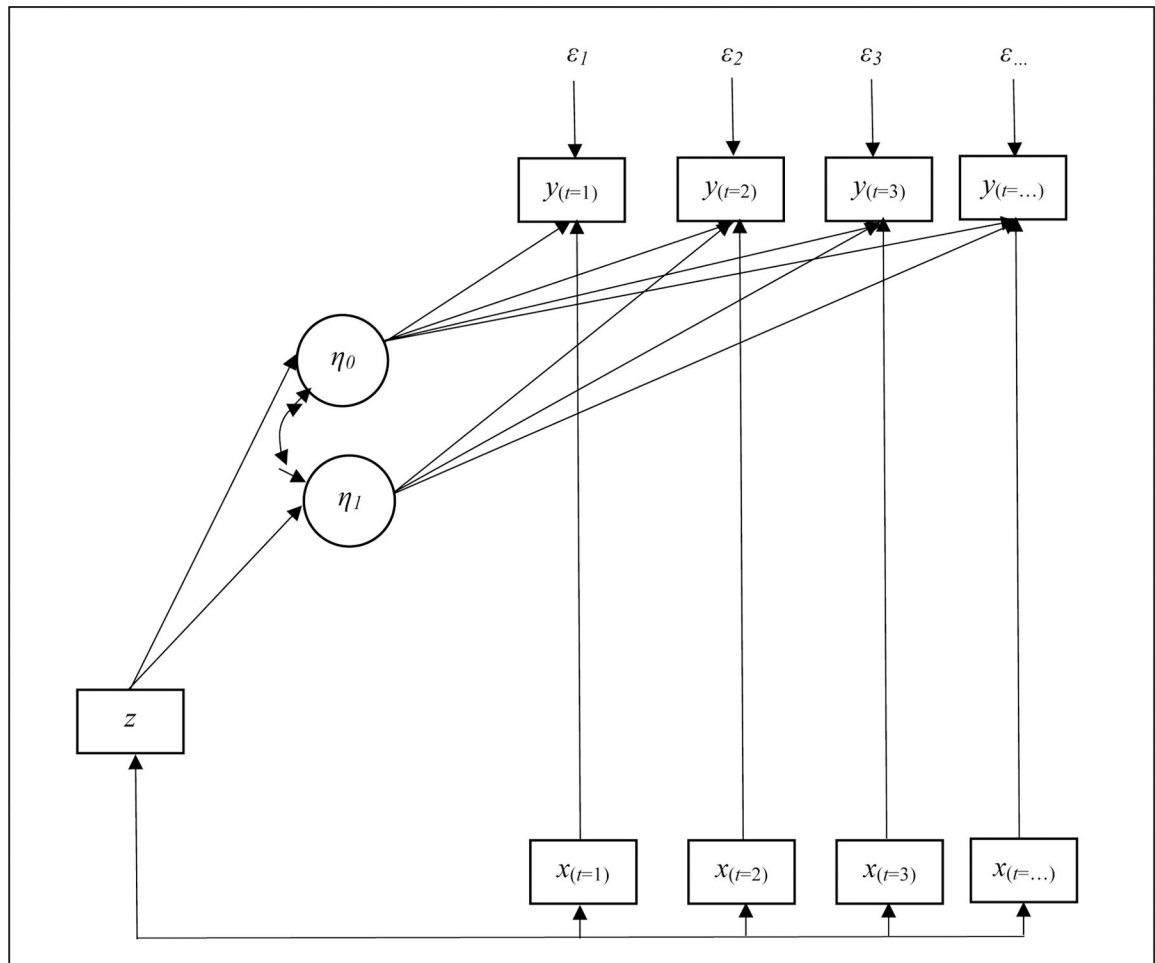 ε1 ε2 ε3 ε...
y(t=1) y(t=2) y(t=3) y(t=…)
η0
η1
z
x(t=1) x(t=2) x(t=3) x(t=…)